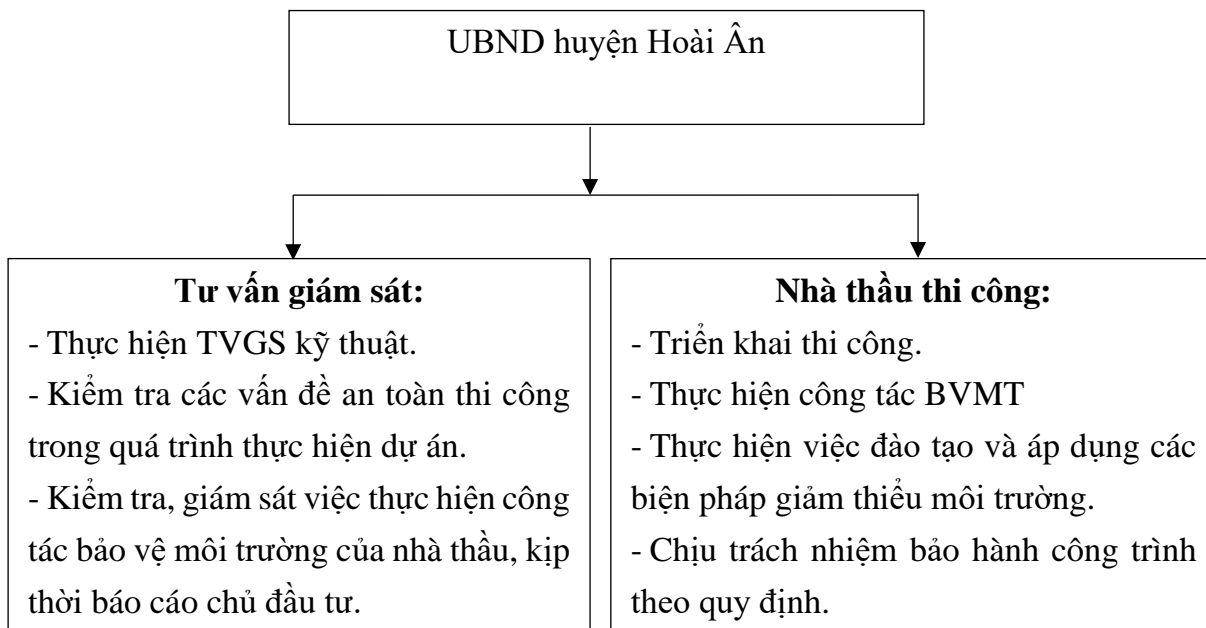 UBND huyện Hoài Ân
Tư vấn giám sát:
- Thực hiện TVGS kỹ thuật.
- Kiểm tra các vấn đề an toàn thi công
trong quá trình thực hiện dự án.
- Kiểm tra, giám sát việc thực hiện công
tác bảo vệ môi trường của nhà thầu, kịp
thời báo cáo chủ đầu tư.
Nhà thầu thi công:
- Triển khai thi công.
- Thực hiện công tác BVMT
- Thực hiện việc đào tạo và áp dụng các
biện pháp giảm thiểu môi trường.
- Chịu trách nhiệm bảo hành công trình
theo quy định.